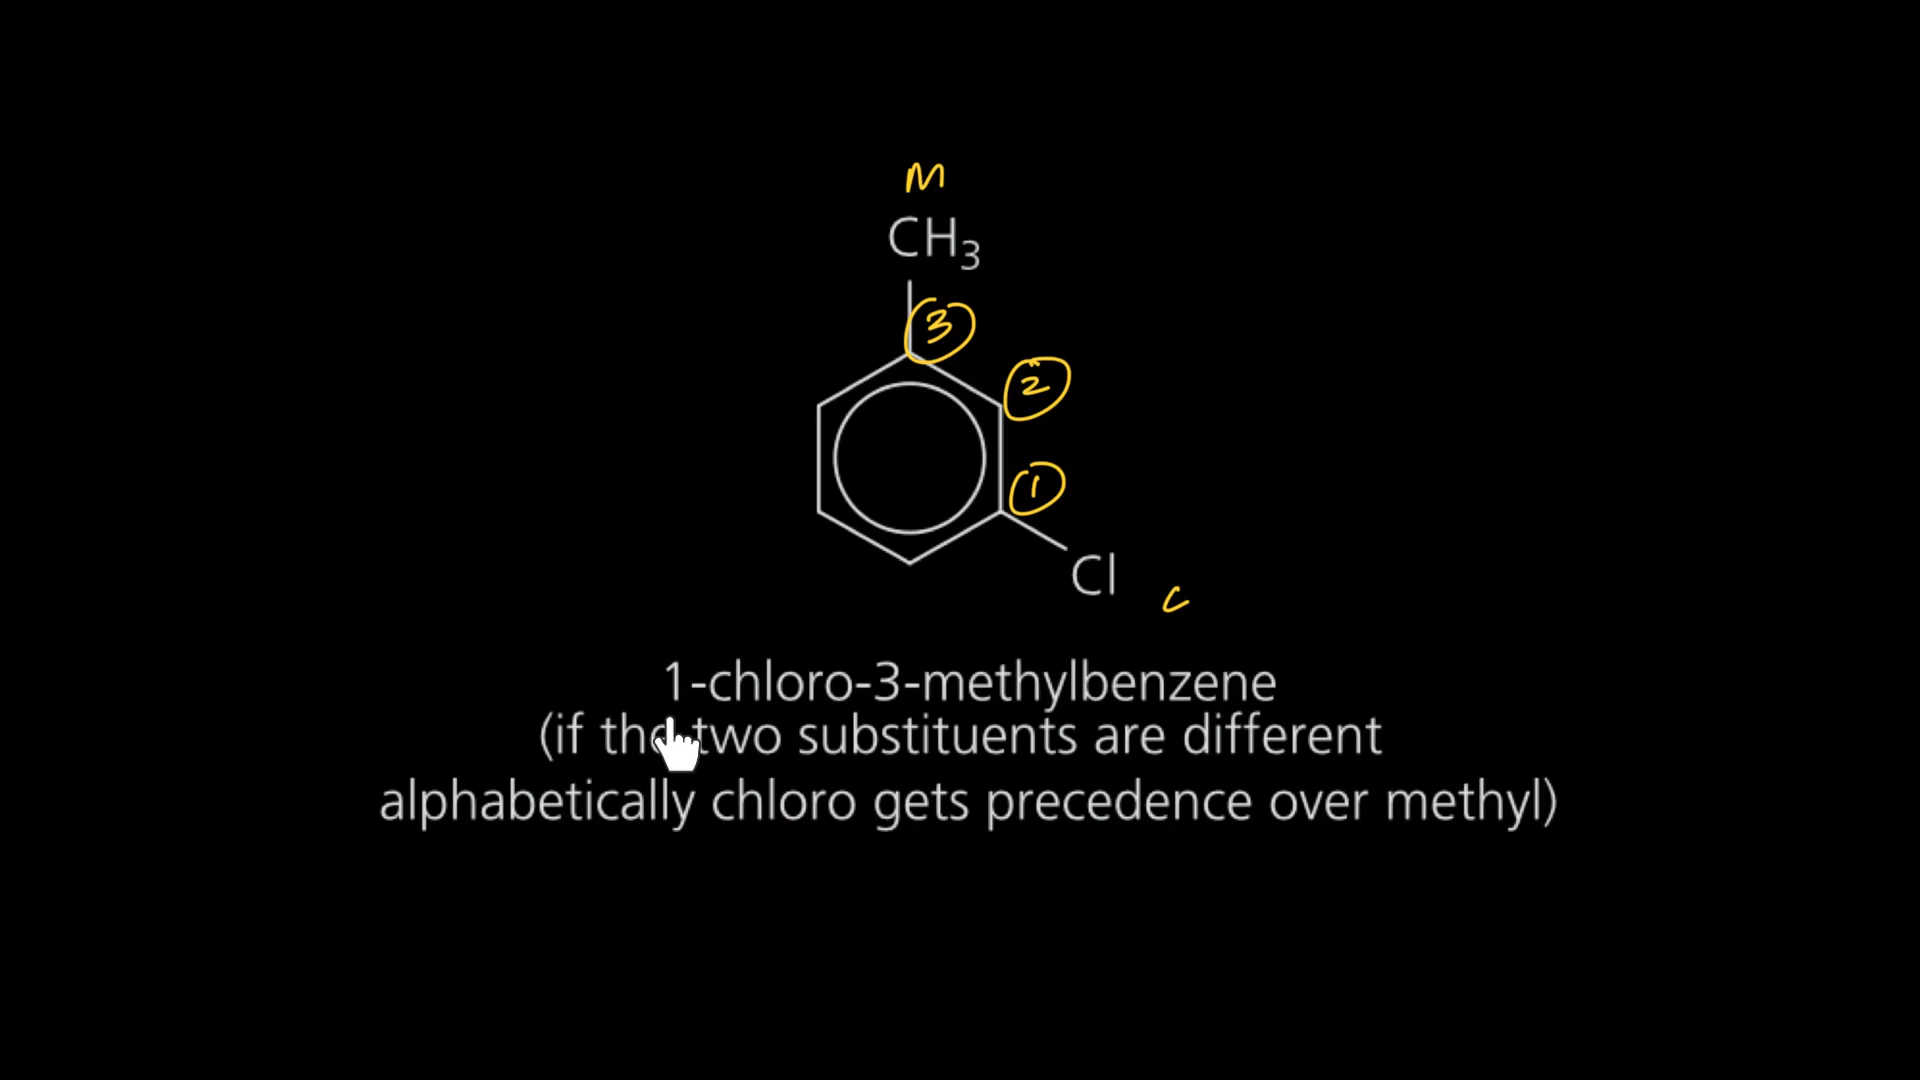 M
CH₃
3
2
1
Cl
C
1-chloro-3-methylbenzene
(if the two substituents are different
alphabetically chloro gets precedence over methyl)